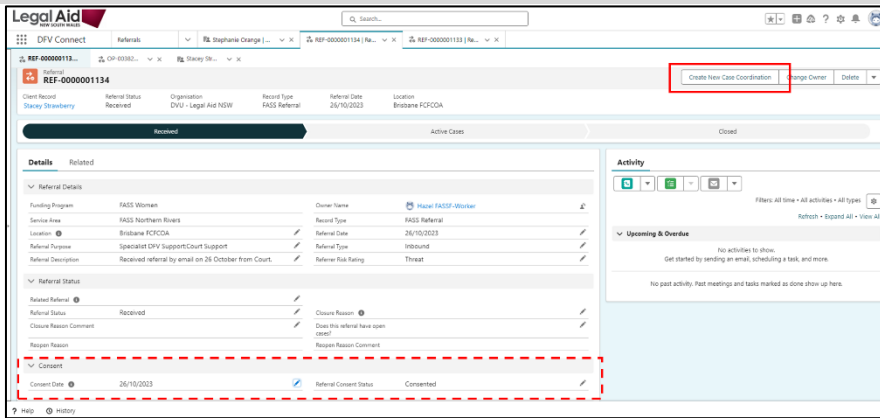 Legal Aid
NEW SOUTH WALES
Search...
DFV Connect Referrals Stephanie Orange | ... REF-0000001134 | Re... REF-0000001133 | Re...
REF-000000113... OP-00082... Stacey Str...
Referral
REF-0000001134
Create New Case Coordination Change Owner Delete
Client Record Referral Status Organisation Record Type Referral Date Location
Stacey Strawberry Received DVU - Legal Aid NSW FASS Referral 26/10/2023 Brisbane FCFCOA
Received Active Cases Closed
Details Related
Referral Details
Funding Program FASS Women Owner Name Hazel FASSF-Worker
Service Area FASS Northern Rivers Record Type FASS Referral
Location Brisbane FCFCOA Referral Date 26/10/2023
Referral Purpose Specialist DFV Support;Court Support Referral Type Inbound
Referral Description Received referral by email on 26 October from Court. Referrer Risk Rating Threat
Referral Status
Related Referral
Referral Status Received Closure Reason
Closure Reason Comment Does this referral have open cases?
Reopen Reason Reopen Reason Comment
Consent
Consent Date 26/10/2023 Referral Consent Status Consented
Activity
Filters: All time • All activities • All types
Refresh • Expand All • View Al
Upcoming & Overdue
No activities to show.
Get started by sending an email, scheduling a task, and more.
No past activity. Past meetings and tasks marked as done show up here.
Help History